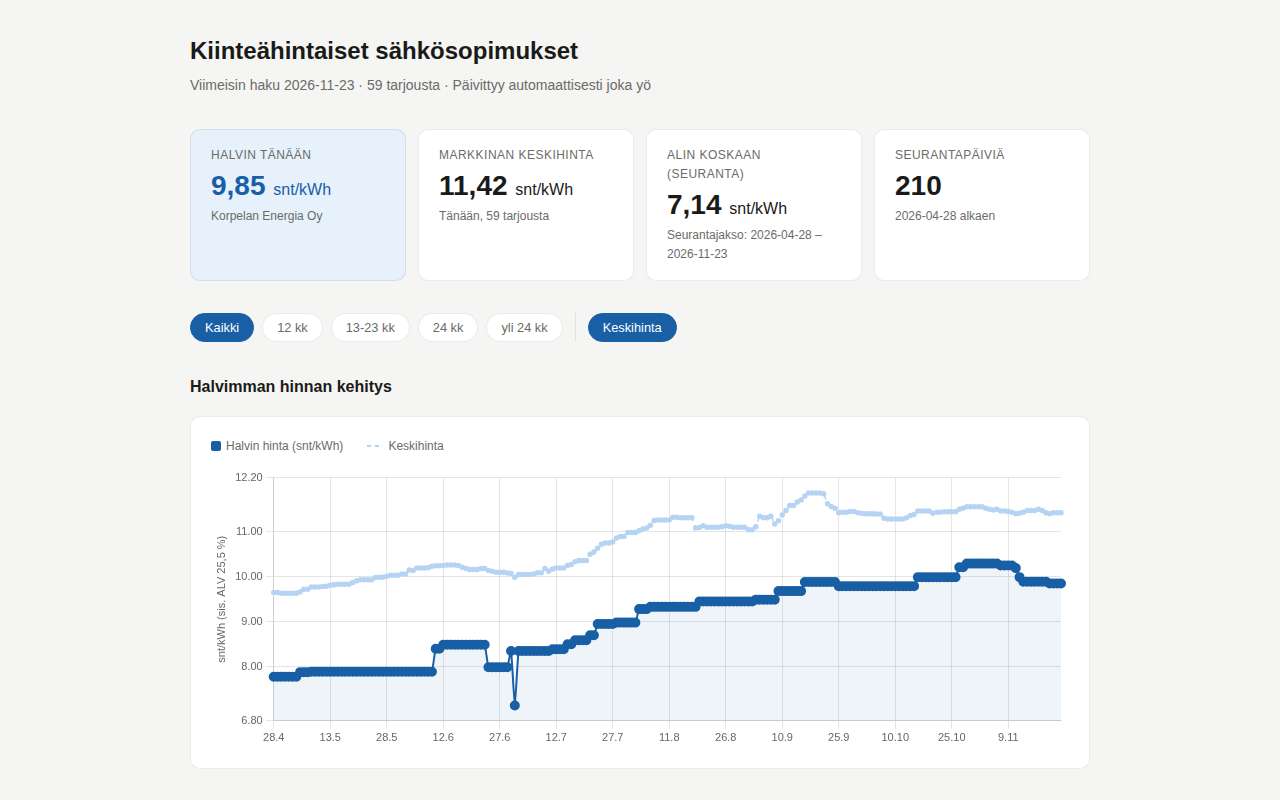 Kiinteähintaiset sähkösopimukset
Viimeisin haku 2026-11-23 · 59 tarjousta · Päivittyy automaattisesti joka yö
HALVIN TÄNÄÄN
9,85 snt/kWh
Korpelan Energia Oy
MARKKINAN KESKIHINTA
11,42 snt/kWh
Tänään, 59 tarjousta
ALIN KOSKAAN
(SEURANTA)
7,14 snt/kWh
Seurantajakso: 2026-04-28 –
2026-11-23
SEURANTAPÄIVIÄ
210
2026-04-28 alkaen
Kaikki
12 kk
13-23 kk
24 kk
yli 24 kk
Keskihinta
Halvimman hinnan kehitys
Halvin hinta (snt/kWh)
Keskihinta
snt/kWh (sis. ALV 25,5 %)
12.20
11.00
10.00
9.00
8.00
6.80
28.4 13.5 28.5 12.6 27.6 12.7 27.7 11.8 26.8 10.9 25.9 10.10 25.10 9.11